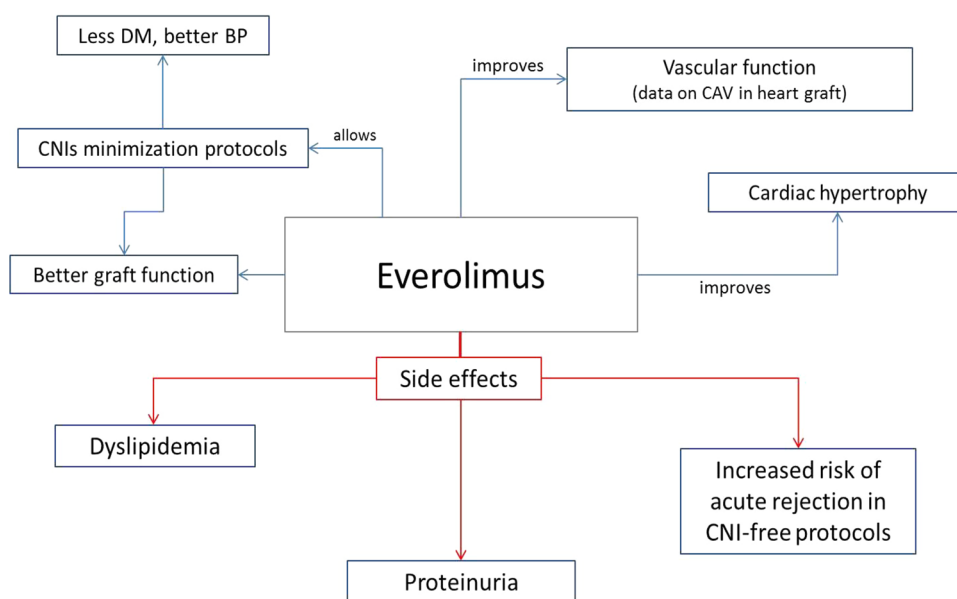 Less DM, better BP
improves
Vascular function
(data on CAV in heart graft)
allows
CNIs minimization protocols
Cardiac hypertrophy
Better graft function
Everolimus
improves
Side effects
Dyslipidemia
Increased risk of
acute rejection in
CNI-free protocols
Proteinuria